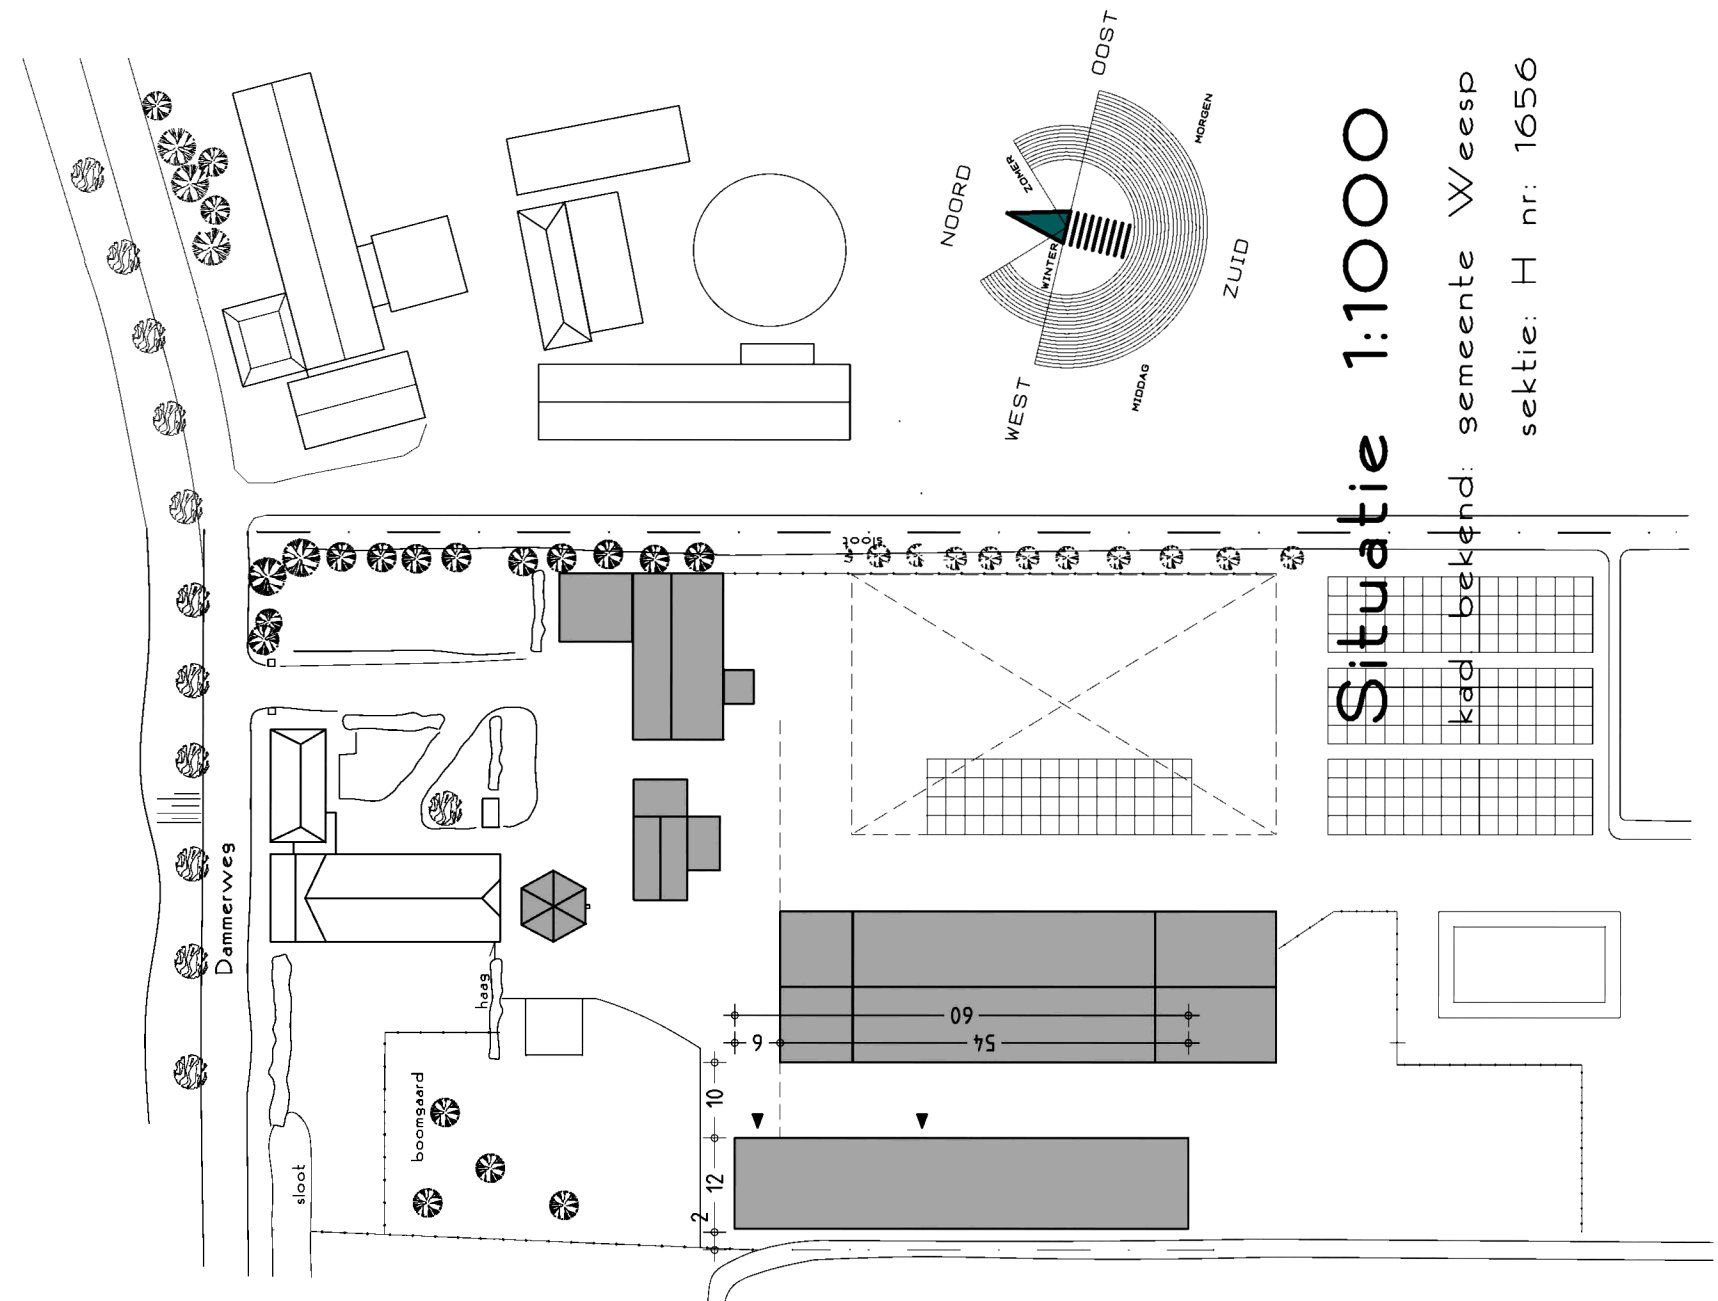 Situatie 1:1000
kad. bekend: gemeente Weesp
sektie: H nr: 1656
NOORD
OOST
ZUID
WEST
ZOMER
WINTER
MORGEN
MIDDAG
sloot
Dammerweg
haag
boomgaard
sloot
60
6
54
10
12
2